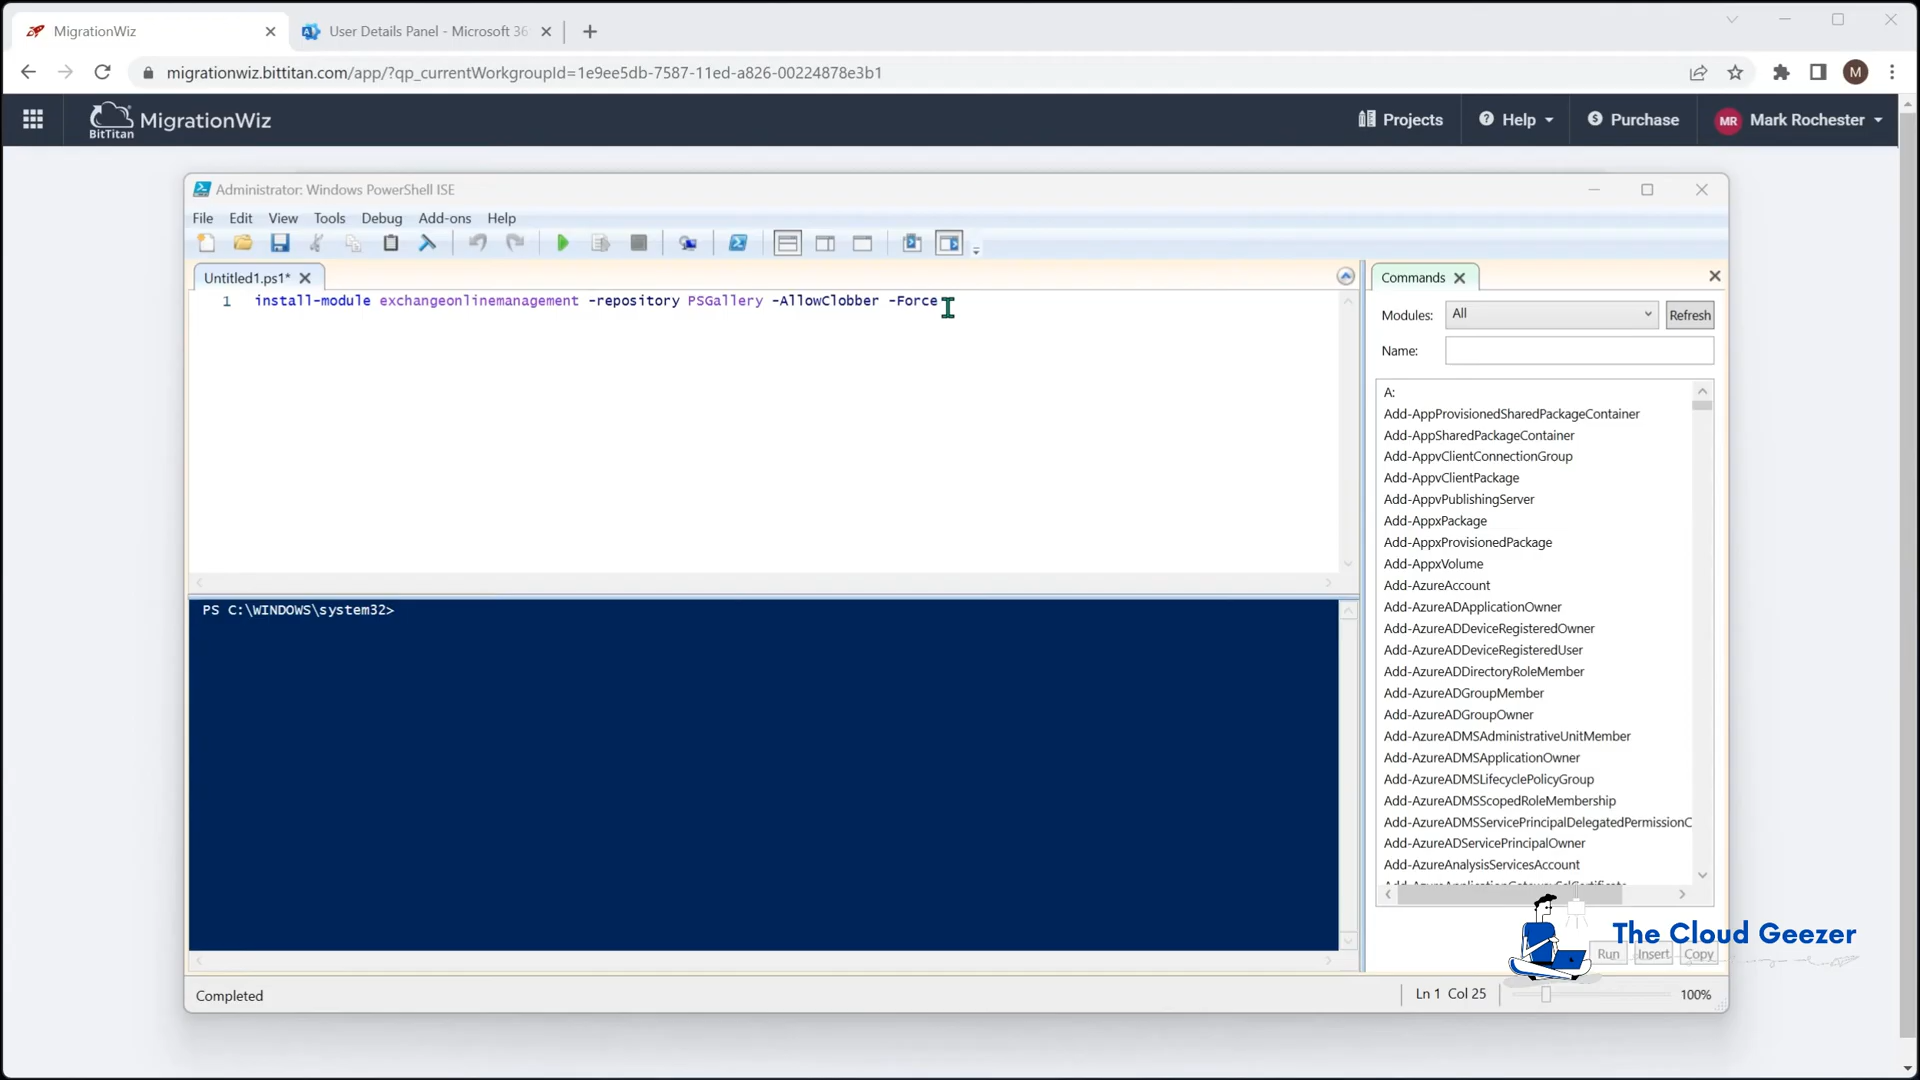 MigrationWiz
User Details Panel - Microsoft 36
migrationwiz.bittitan.com/app/?qp_currentWorkgroupId=1e9ee5db-7587-11ed-a826-00224878e3b1
M
BitTitan
MigrationWiz
Projects
Help
Purchase
MR
Mark Rochester
Administrator: Windows PowerShell ISE
File Edit View Tools Debug Add-ons Help
Untitled1.ps1*
1 install-module exchangeonlinemanagement -repository PSGallery -AllowClobber -Force
PS C:\WINDOWS\system32>
Commands
Modules: All Refresh
Name:
A:
Add-AppProvisionedSharedPackageContainer
Add-AppSharedPackageContainer
Add-AppvClientConnectionGroup
Add-AppvClientPackage
Add-AppvPublishingServer
Add-AppxPackage
Add-AppxProvisionedPackage
Add-AppxVolume
Add-AzureAccount
Add-AzureADApplicationOwner
Add-AzureADDeviceRegisteredOwner
Add-AzureADDeviceRegisteredUser
Add-AzureADDirectoryRoleMember
Add-AzureADGroupMember
Add-AzureADGroupOwner
Add-AzureADMSAdministrativeUnitMember
Add-AzureADMSApplicationOwner
Add-AzureADMSLifecyclePolicyGroup
Add-AzureADMSScopedRoleMembership
Add-AzureADMSServicePrincipalDelegatedPermissionC
Add-AzureADServicePrincipalOwner
Add-AzureAnalysisServicesAccount
The Cloud Geezer
Run Insert Copy
Completed
Ln 1 Col 25
100%